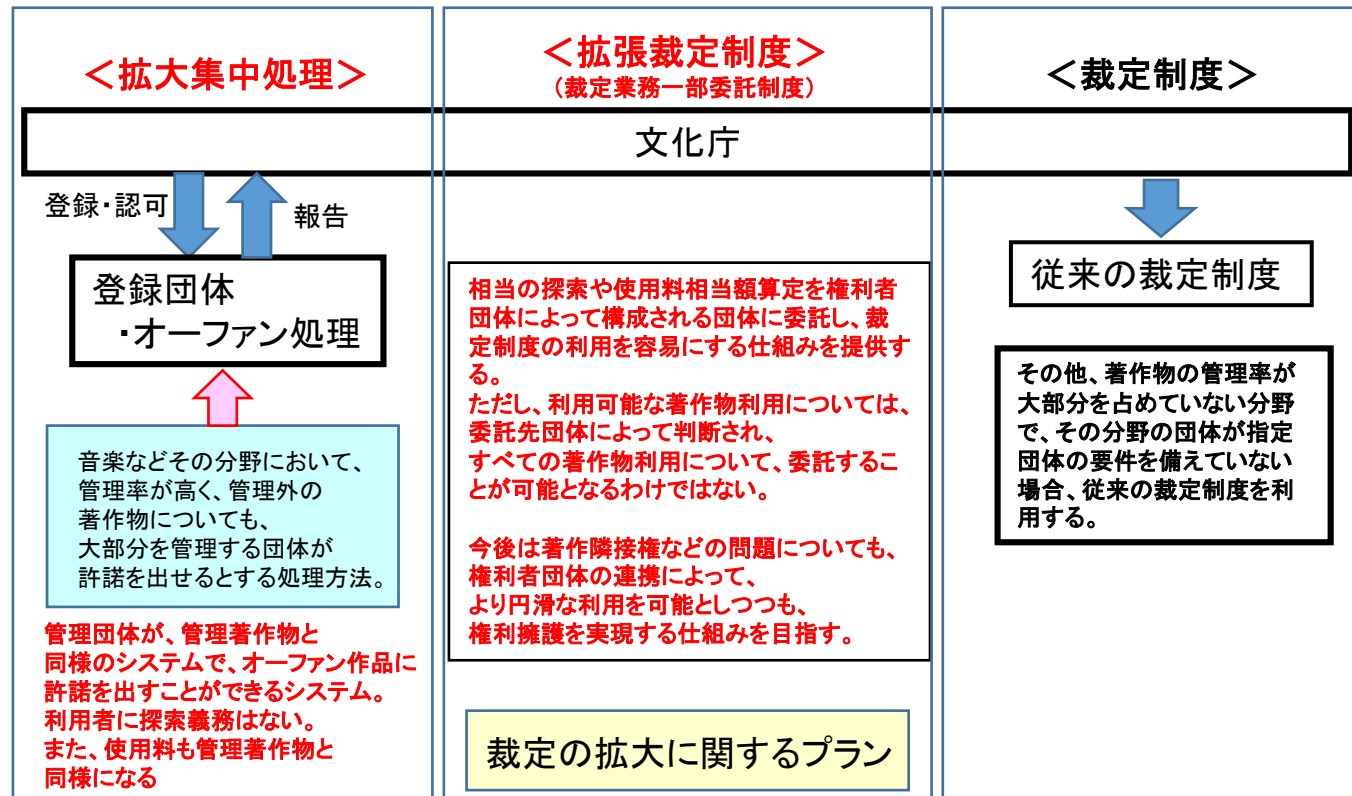 ＜拡大集中処理＞
＜拡張裁定制度＞
（裁定業務一部委託制度）
＜裁定制度＞
文化庁
登録・認可
報告
登録団体
・オーファン処理
音楽などその分野において、
管理率が高く、管理外の
著作物についても、
大部分を管理する団体が
許諾を出せるとする処理方法。
管理団体が、管理著作物と
同様のシステムで、オーファン作品に
許諾を出すことができるシステム。
利用者に探索義務はない。
また、使用料も管理著作物と
同様になる
相当の探索や使用料相当額算定を権利者
団体によって構成される団体に委託し、裁
定制度の利用を容易にする仕組みを提供す
る。
ただし、利用可能な著作物利用については、
委託先団体によって判断され、
すべての著作物利用について、委託するこ
とが可能となるわけではない。
今後は著作隣接権などの問題についても、
権利者団体の連携によって、
より円滑な利用を可能としつつも、
権利擁護を実現する仕組みを目指す。
裁定の拡大に関するプラン
従来の裁定制度
その他、著作物の管理率が
大部分を占めていない分野
で、その分野の団体が指定
団体の要件を備えていない
場合、従来の裁定制度を利
用する。